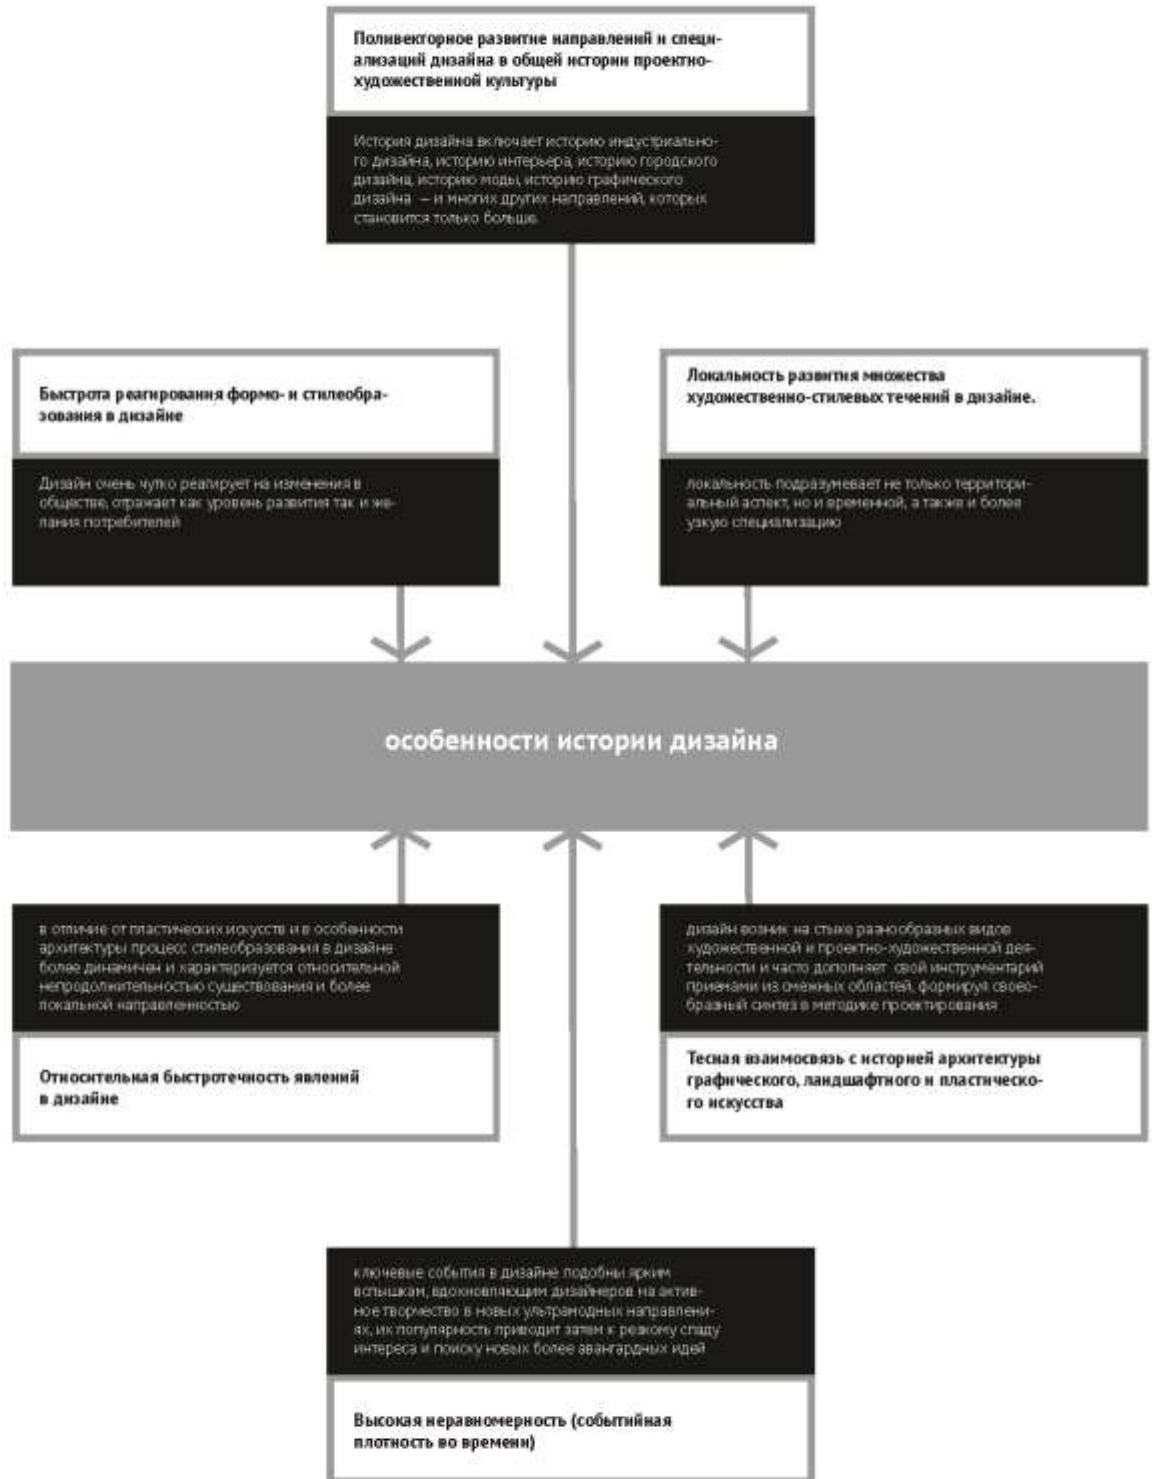 Поливекторное развитие направлений и специ-
ализаций дизайна в общей истории проектно-
художественной культуры
История дизайна включает историю индустриально-
го дизайна, историю интерьера, историю городского
дизайна, историю моды, историю графического
дизайна — и многих других направлений, которых
становится только больше.
Быстрота реагирования формо- и стилеобра-
зования в дизайне
Дизайн очень чутко реагирует на изменения в
обществе, отражает как уровень развития так и же-
лания потребителей
Локальность развития множества
художественно-стилевых течений в дизайне.
локальность подразумевает не только территори-
альный аспект, но и временной, а также и более
узкую специализацию
особенности истории дизайна
в отличие от пластических искусств и в особенности
архитектуры процесс стилеобразования в дизайне
более динамичен и характеризуется относительной
непродолжительностью существования и более
локальной направленностью
Относительная быстротечность явлений
в дизайне
дизайн возник на стыке разнообразных видов
художественной и проектно-художественной дея-
тельности и часто дополняет свой инструментарий
приемами из смежных областей, формируя своео-
бразный синтез в методике проектирования
Тесная взаимосвязь с историей архитектуры
графического, ландшафтного и пластическо-
го искусства
ключевые события в дизайне подобны ярким
вспышкам, вдохновляющим дизайнеров на актив-
ное творчество в новых ультрамодных направлени-
ях, их популярность приводит затем к резкому спаду
интереса и поиску новых более авангардных идей
Высокая неравномерность (событийная
плотность во времени)